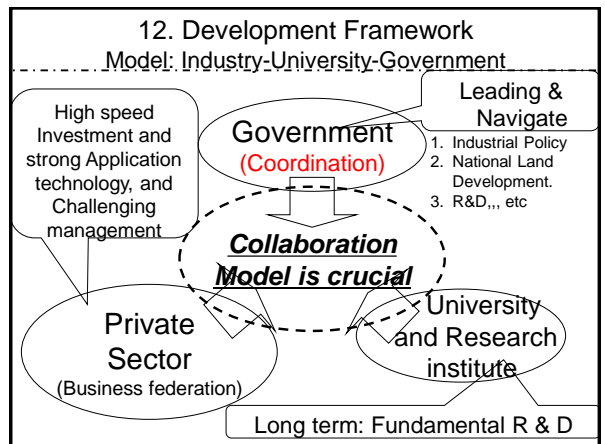 12. Development Framework
Model: Industry-University-Government
High speed
Investment and
strong Application
technology, and
Challenging
management
Government
(Coordination)
Leading &
Navigate
1. Industrial Policy
2. National Land
Development.
3. R&D,,, etc
Collaboration
Model is crucial
Private
Sector
(Business federation)
University
and Research
institute
Long term: Fundamental R & D